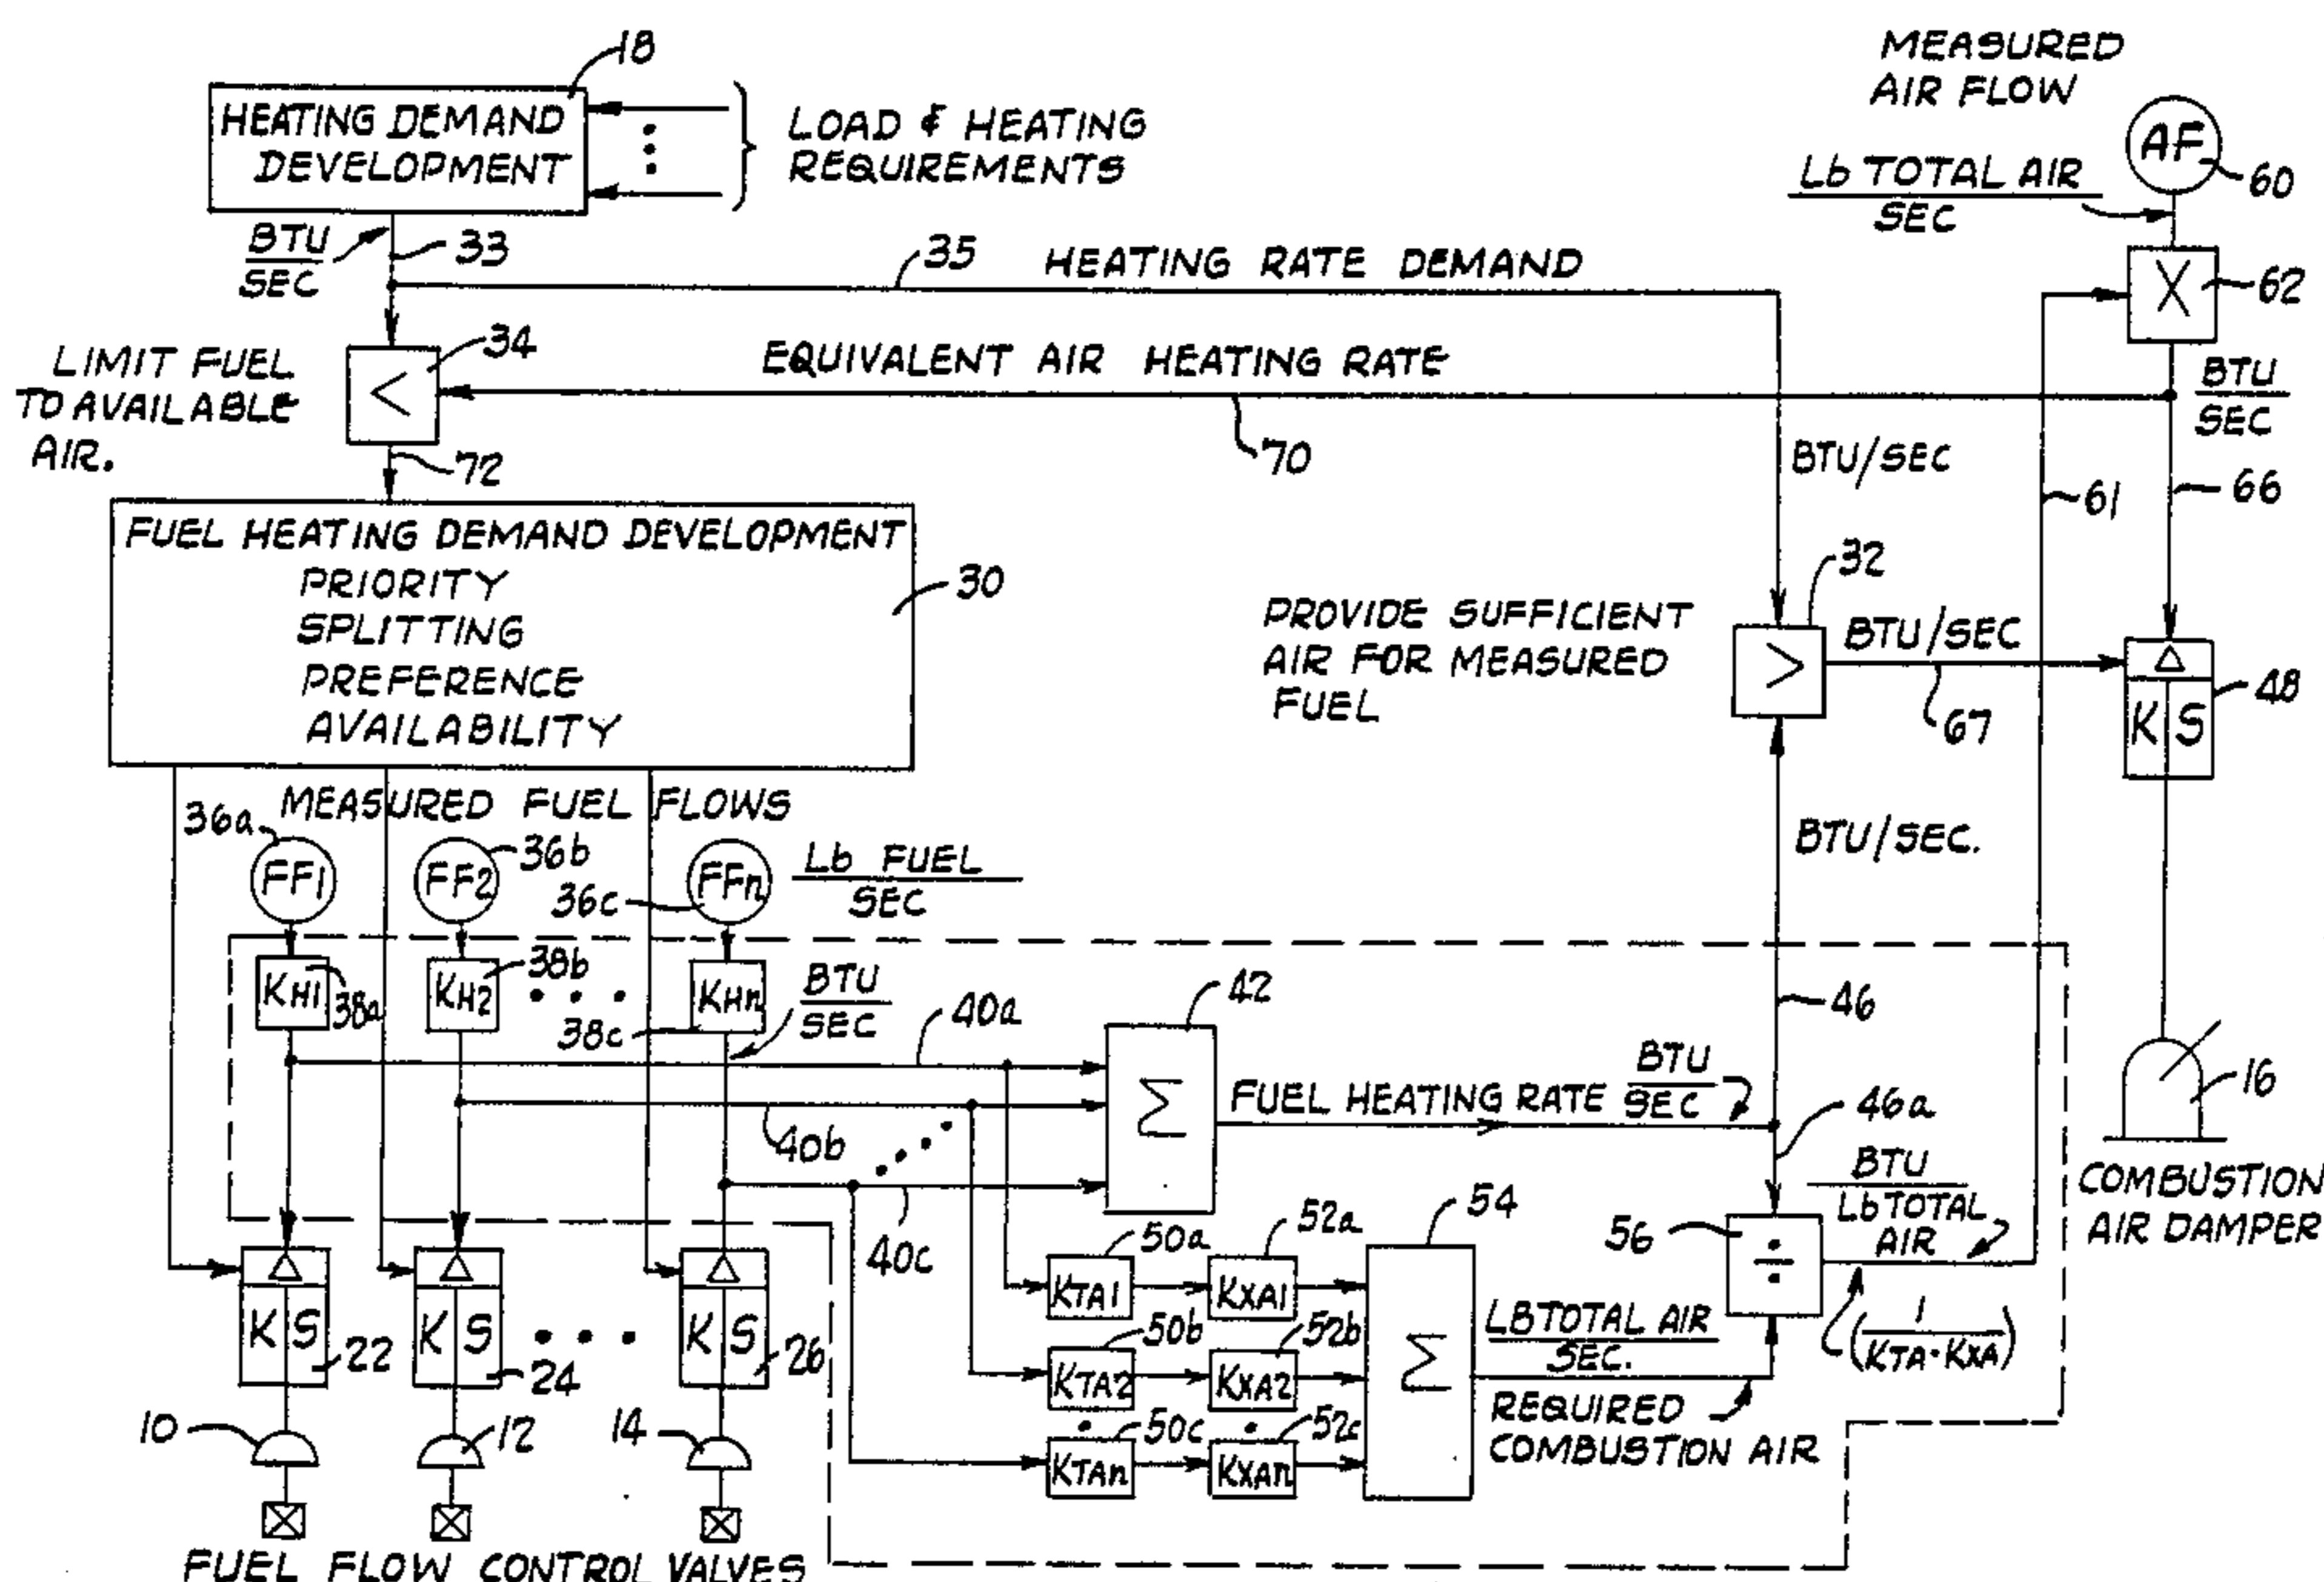 18
HEATING DEMAND
DEVELOPMENT
LOAD & HEATING
REQUIREMENTS
MEASURED
AIR FLOW
AF
60
Lb TOTAL AIR
SEC
BTU
SEC
33
35
HEATING RATE DEMAND
X
62
LIMIT FUEL
TO AVAILABLE
AIR.
<
34
EQUIVALENT AIR HEATING RATE
70
BTU
SEC
72
BTU/SEC
61
66
FUEL HEATING DEMAND DEVELOPMENT
PRIORITY
SPLITTING
PREFERENCE
AVAILABILITY
30
PROVIDE SUFFICIENT
AIR FOR MEASURED
FUEL
32
>
BTU/SEC
67
Δ
K S
48
MEASURED FUEL FLOWS
36a
FF1
FF2
36b
36c
FFn
Lb FUEL
SEC
BTU/SEC.
KH1
38a
KH2
38b
• • •
KHn
38c
BTU
SEC
40a
42
Σ
46
40b
40c
FUEL HEATING RATE BTU
SEC
46a
16
COMBUSTION
AIR DAMPER
BTU
Lb TOTAL
AIR
56
÷
(1
KTA·KXA)
50a
KTA1
52a
KXA1
54
Σ
50b
KTA2
52b
KXA2
50c
KTAn
52c
KXAn
LB TOTAL AIR
SEC.
REQUIRED
COMBUSTION AIR
Δ
K S
22
Δ
K S
24
• • •
Δ
K S
26
10
12
14
FUEL FLOW CONTROL VALVES